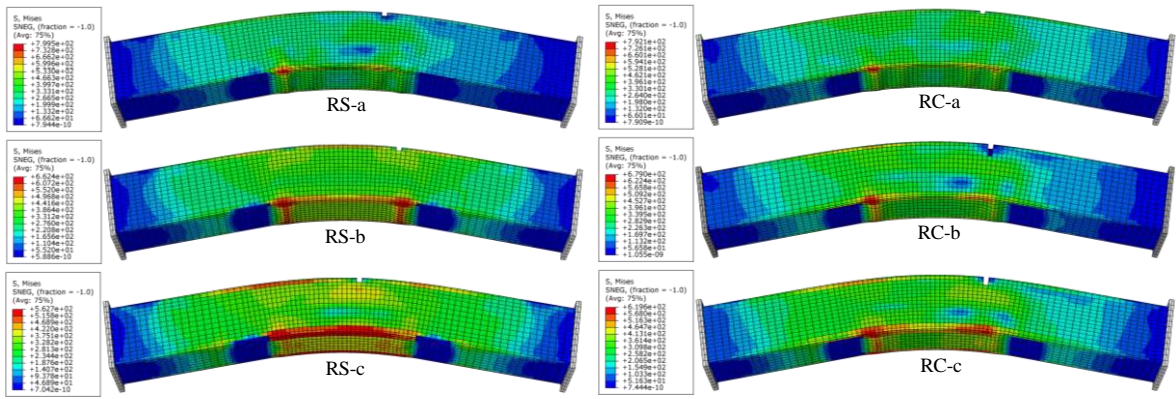 S, Mises
SNEG, (fraction = -1.0)
(Avg: 75%)
+7.995e+02
+7.328e+02
+6.662e+02
+5.996e+02
+5.330e+02
+4.663e+02
+3.997e+02
+3.331e+02
+2.665e+02
+1.999e+02
+1.332e+02
+6.662e+01
+7.944e-10
RS-a
S, Mises
SNEG, (fraction = -1.0)
(Avg: 75%)
+7.921e+02
+7.261e+02
+6.601e+02
+5.941e+02
+5.281e+02
+4.621e+02
+3.961e+02
+3.301e+02
+2.640e+02
+1.980e+02
+1.320e+02
+6.601e+01
+7.909e-10
RC-a
S, Mises
SNEG, (fraction = -1.0)
(Avg: 75%)
+6.624e+02
+6.072e+02
+5.520e+02
+4.968e+02
+4.416e+02
+3.864e+02
+3.312e+02
+2.760e+02
+2.208e+02
+1.656e+02
+1.104e+02
+5.520e+01
+5.886e-10
RS-b
S, Mises
SNEG, (fraction = -1.0)
(Avg: 75%)
+6.790e+02
+6.224e+02
+5.658e+02
+5.092e+02
+4.527e+02
+3.961e+02
+3.395e+02
+2.829e+02
+2.263e+02
+1.697e+02
+1.132e+02
+5.658e+01
+1.055e-09
RC-b
S, Mises
SNEG, (fraction = -1.0)
(Avg: 75%)
+5.627e+02
+5.158e+02
+4.689e+02
+4.220e+02
+3.751e+02
+3.282e+02
+2.813e+02
+2.344e+02
+1.876e+02
+1.407e+02
+9.378e+01
+4.689e+01
+7.042e-10
RS-c
S, Mises
SNEG, (fraction = -1.0)
(Avg: 75%)
+6.196e+02
+5.680e+02
+5.163e+02
+4.647e+02
+4.131e+02
+3.614e+02
+3.098e+02
+2.582e+02
+2.065e+02
+1.549e+02
+1.033e+02
+5.163e+01
+7.444e-10
RC-c